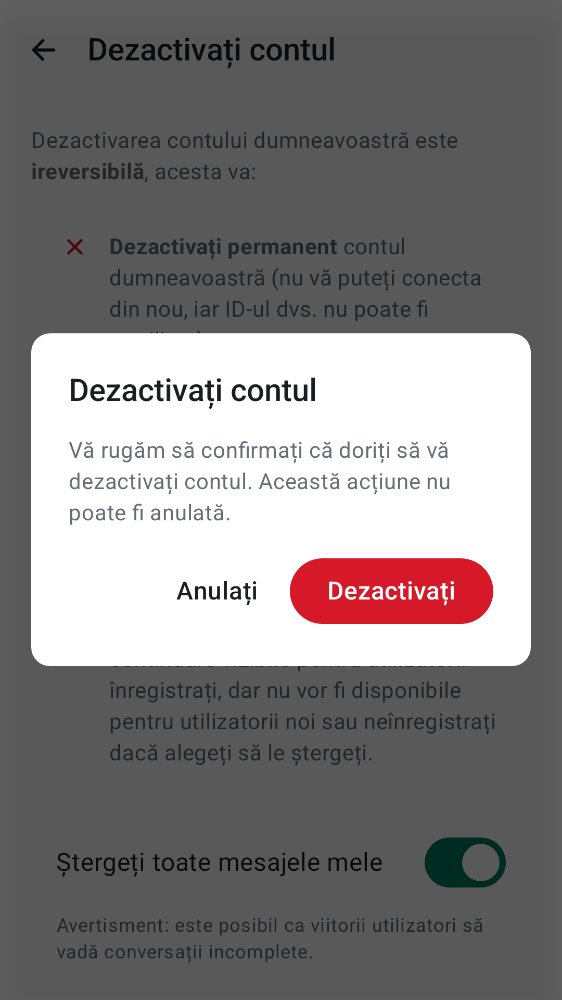 Dezactivați contul
Dezactivarea contului dumneavoastră este
ireversibilă, acesta va:
Dezactivați permanent contul
dumneavoastră (nu vă puteți conecta
din nou, iar ID-ul dvs. nu poate fi
Dezactivați contul
Vă rugăm să confirmați că doriți să vă
dezactivați contul. Această acțiune nu
poate fi anulată.
Anulați
Dezactivați
înregistrați, dar nu vor fi disponibile
pentru utilizatorii noi sau neînregistrați
dacă alegeți să le ștergeți.
Ștergeți toate mesajele mele
Avertisment: este posibil ca viitorii utilizatori să
vadă conversații incomplete.